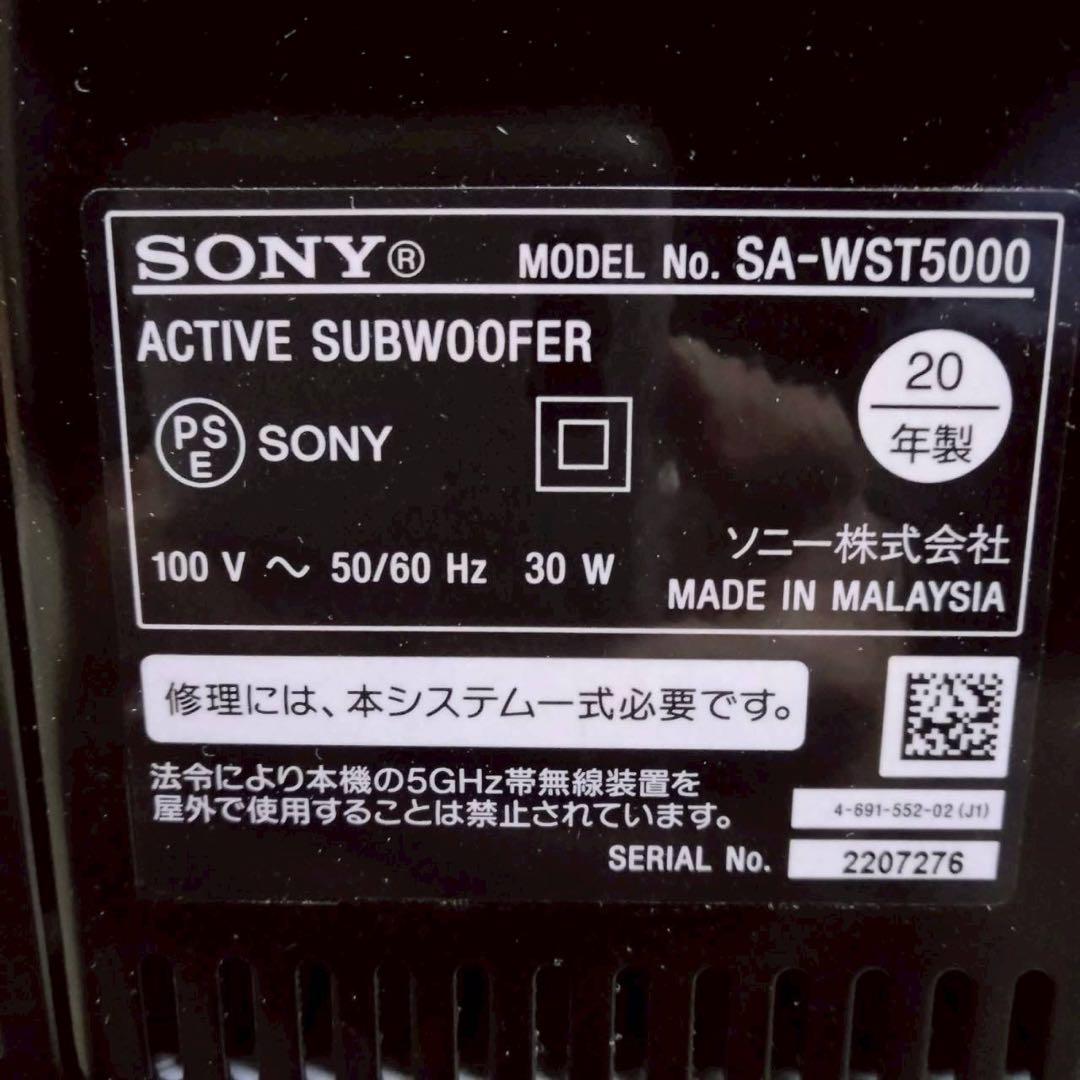 SONY® MODEL No. SA-WST5000
ACTIVE SUBWOOFER
20
年製
PSE SONY
100 V ～ 50/60 Hz 30 W
ソニー株式会社
MADE IN MALAYSIA
修理には、本システム一式必要です。
法令により本機の5GHz帯無線装置を
屋外で使用することは禁止されています。
4-691-552-02 (J1)
SERIAL No. 2207276